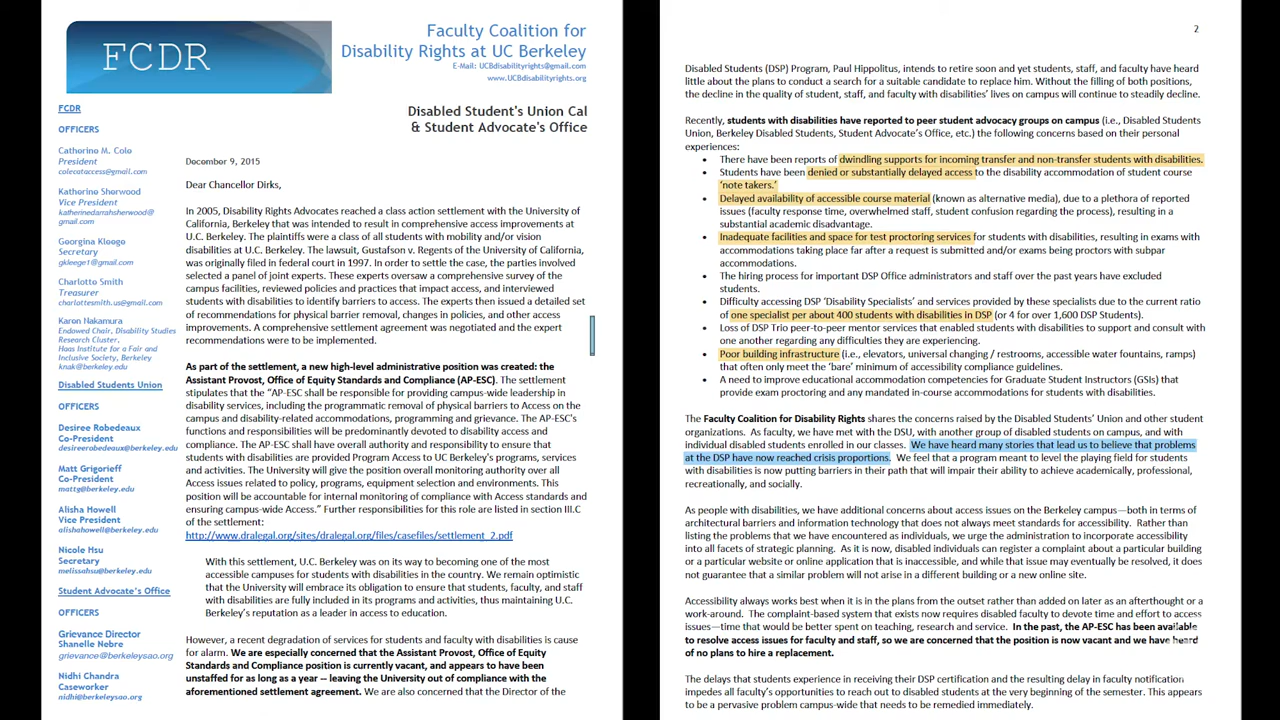 FCDR
Faculty Coalition for
Disability Rights at UC Berkeley
E-Mail: UCBdisabilityrights@gmail.com
www.UCBdisabilityrights.org
Disabled Student's Union Cal
& Student Advocate's Office
FCDR
OFFICERS
Catherine M. Cole
President
colecataccess@gmail.com
Katherine Sherwood
Vice President
katherinedarrahsherwood@
gmail.com
Georgina Kleege
Secretary
gkleege1@gmail.com
Charlotte Smith
Treasurer
charlottesmith.us@gmail.com
Karen Nakamura
Endowed Chair, Disability Studies
Research Cluster.
Haas Institute for a Fair and
Inclusive Society, Berkeley
knak@berkeley.edu
Disabled Students Union
OFFICERS
Desiree Robedeaux
Co-President
desireerobedeaux@berkeley.edu
Matt Grigorieff
Co-President
mattg@berkeley.edu
Alisha Howell
Vice President
alishahowell@berkeley.edu
Nicole Hsu
Secretary
melissahsu@berkeley.edu
Student Advocate's Office
OFFICERS
Grievance Director
Shanelle Nebre
grievance@berkeleysao.org
Nidhi Chandra
Caseworker
nidhi@berkeleysao.org
December 9, 2015
Dear Chancellor Dirks,
In 2005, Disability Rights Advocates reached a class action settlement with the University of
California, Berkeley that was intended to result in comprehensive access improvements at
U.C. Berkeley. The plaintiffs were a class of all students with mobility and/or vision
disabilities at U.C. Berkeley. The lawsuit, Gustafson v. Regents of the University of California,
was originally filed in federal court in 1997. In order to settle the case, the parties involved
selected a panel of joint experts. These experts oversaw a comprehensive survey of the
campus facilities, reviewed policies and practices that impact access, and interviewed
students with disabilities to identify barriers to access. The experts then issued a detailed set
of recommendations for physical barrier removal, changes in policies, and other access
improvements. A comprehensive settlement agreement was negotiated and the expert
recommendations were to be implemented.
As part of the settlement, a new high-level administrative position was created: the
Assistant Provost, Office of Equity Standards and Compliance (AP-ESC). The settlement
stipulates that the "AP-ESC shall be responsible for providing campus-wide leadership in
disability services, including the programmatic removal of physical barriers to Access on the
campus and disability-related accommodations, programming and grievance. The AP-ESC's
functions and responsibilities will be predominantly devoted to disability access and
compliance. The AP-ESC shall have overall authority and responsibility to ensure that
students with disabilities are provided Program Access to UC Berkeley's programs, services
and activities. The University will give the position overall monitoring authority over all
Access issues related to policy, programs, equipment selection and environments. This
position will be accountable for internal monitoring of compliance with Access standards and
ensuring campus-wide Access." Further responsibilities for this role are listed in section III.C
of the settlement:
http://www.dralegal.org/sites/dralegal.org/files/casefiles/settlement_2.pdf
With this settlement, U.C. Berkeley was on its way to becoming one of the most
accessible campuses for students with disabilities in the country. We remain optimistic
that the University will embrace its obligation to ensure that students, faculty, and staff
with disabilities are fully included in its programs and activities, thus maintaining U.C.
Berkeley's reputation as a leader in access to education.
However, a recent degradation of services for students and faculty with disabilities is cause
for alarm. We are especially concerned that the Assistant Provost, Office of Equity
Standards and Compliance position is currently vacant, and appears to have been
unstaffed for as long as a year -- leaving the University out of compliance with the
aforementioned settlement agreement. We are also concerned that the Director of the
2
Disabled Students (DSP) Program, Paul Hippolitus, intends to retire soon and yet students, staff, and faculty have heard
little about the plans to conduct a search for a suitable candidate to replace him. Without the filling of both positions,
the decline in the quality of student, staff, and faculty with disabilities' lives on campus will continue to steadily decline.
Recently, students with disabilities have reported to peer student advocacy groups on campus (i.e., Disabled Students
Union, Berkeley Disabled Students, Student Advocate's Office, etc.) the following concerns based on their personal
experiences:
• There have been reports of dwindling supports for incoming transfer and non-transfer students with disabilities.
• Students have been denied or substantially delayed access to the disability accommodation of student course
'note takers.'
• Delayed availability of accessible course material (known as alternative media), due to a plethora of reported
issues (faculty response time, overwhelmed staff, student confusion regarding the process), resulting in a
substantial academic disadvantage.
• Inadequate facilities and space for test proctoring services for students with disabilities, resulting in exams with
accommodations taking place far after a request is submitted and/or exams being proctors with subpar
accommodations.
• The hiring process for important DSP Office administrators and staff over the past years have excluded
students.
• Difficulty accessing DSP 'Disability Specialists' and services provided by these specialists due to the current ratio
of one specialist per about 400 students with disabilities in DSP (or 4 for over 1,600 DSP Students).
• Loss of DSP Trio peer-to-peer mentor services that enabled students with disabilities to support and consult with
one another regarding any difficulties they are experiencing.
• Poor building infrastructure (i.e., elevators, universal changing / restrooms, accessible water fountains, ramps)
that often only meet the 'bare' minimum of accessibility compliance guidelines.
• A need to improve educational accommodation competencies for Graduate Student Instructors (GSIs) that
provide exam proctoring and any mandated in-course accommodations for students with disabilities.
The Faculty Coalition for Disability Rights shares the concerns raised by the Disabled Students' Union and other student
organizations. As faculty, we have met with the DSU, with another group of disabled students on campus, and with
individual disabled students enrolled in our classes. We have heard many stories that lead us to believe that problems
at the DSP have now reached crisis proportions. We feel that a program meant to level the playing field for students
with disabilities is now putting barriers in their path that will impair their ability to achieve academically, professional,
recreationally, and socially.
As people with disabilities, we have additional concerns about access issues on the Berkeley campus—both in terms of
architectural barriers and information technology that does not always meet standards for accessibility. Rather than
listing the problems that we have encountered as individuals, we urge the administration to incorporate accessibility
into all facets of strategic planning. As it is now, disabled individuals can register a complaint about a particular building
or a particular website or online application that is inaccessible, and while that issue may eventually be resolved, it does
not guarantee that a similar problem will not arise in a different building or a new online site.
Accessibility always works best when it is in the plans from the outset rather than added on later as an afterthought or a
work-around. The complaint-based system that exists now requires disabled faculty to devote time and effort to access
issues—time that would be better spent on teaching, research and service. In the past, the AP-ESC has been available
to resolve access issues for faculty and staff, so we are concerned that the position is now vacant and we have heard
of no plans to hire a replacement.
The delays that students experience in receiving their DSP certification and the resulting delay in faculty notification
impedes all faculty's opportunities to reach out to disabled students at the very beginning of the semester. This appears
to be a pervasive problem campus-wide that needs to be remedied immediately.